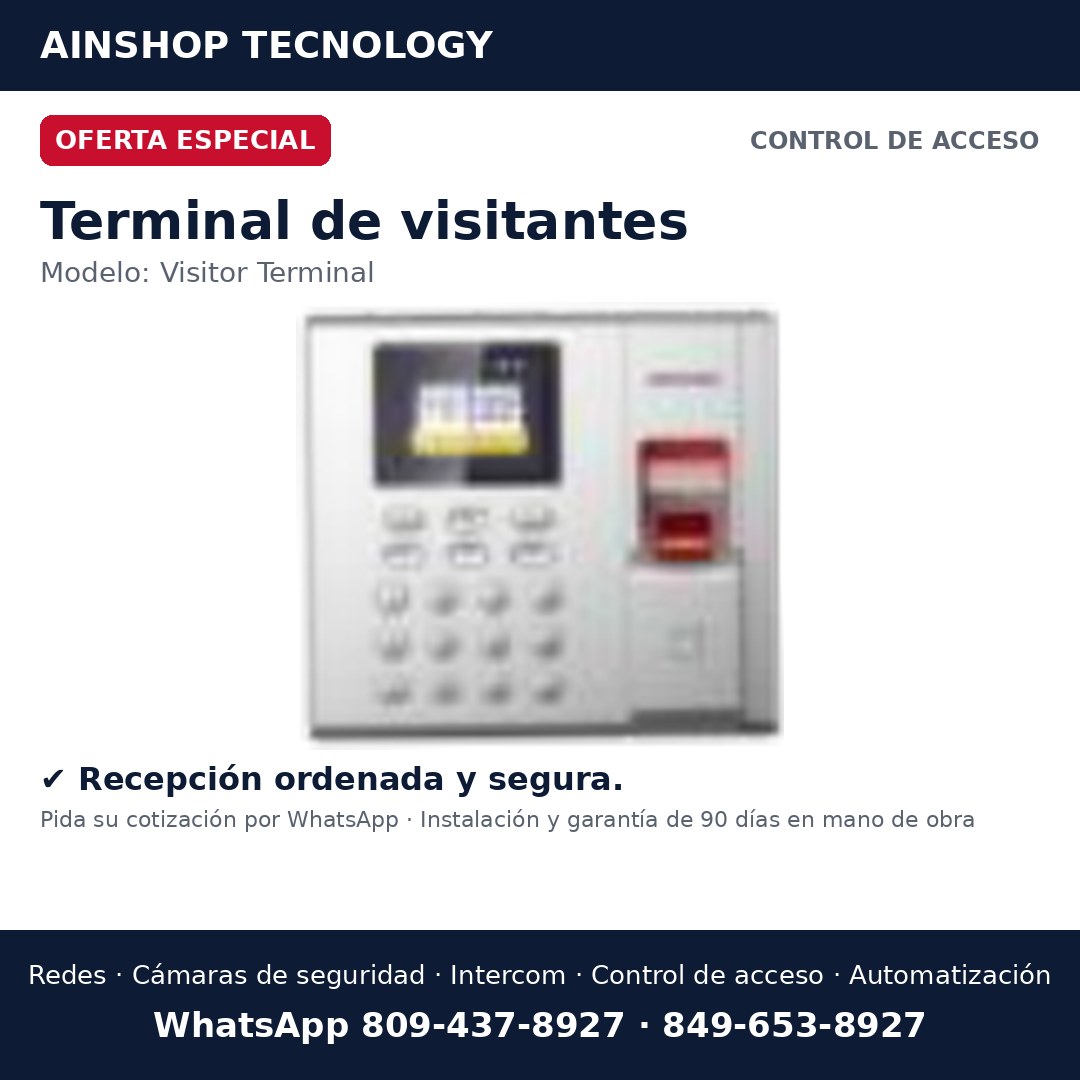 AINSHOP TECNOLOGY
OFERTA ESPECIAL
CONTROL DE ACCESO
Terminal de visitantes
Modelo: Visitor Terminal
✔ Recepción ordenada y segura.
Pida su cotización por WhatsApp · Instalación y garantía de 90 días en mano de obra
Redes · Cámaras de seguridad · Intercom · Control de acceso · Automatización
WhatsApp 809-437-8927 · 849-653-8927